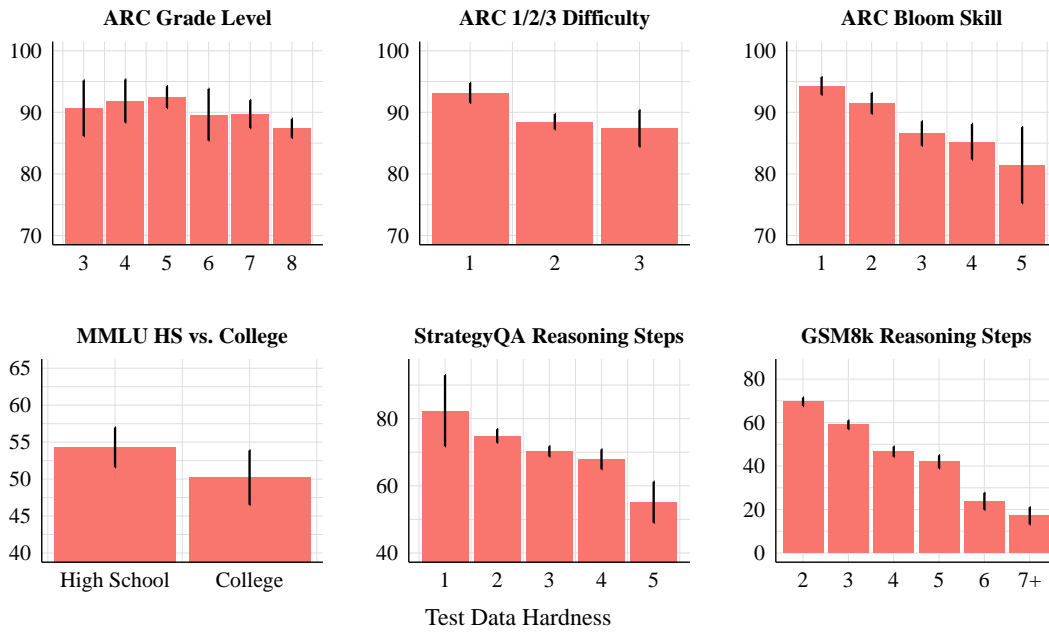 ARC Grade Level
ARC 1/2/3 Difficulty
ARC Bloom Skill
100
90
80
70
3 4 5 6 7 8
100
90
80
70
1 2 3
100
90
80
70
1 2 3 4 5
MMLU HS vs. College
StrategyQA Reasoning Steps
GSM8k Reasoning Steps
65
60
55
50
45
40
High School College
80
60
40
1 2 3 4 5
80
60
40
20
0
2 3 4 5 6 7+
Test Data Hardness